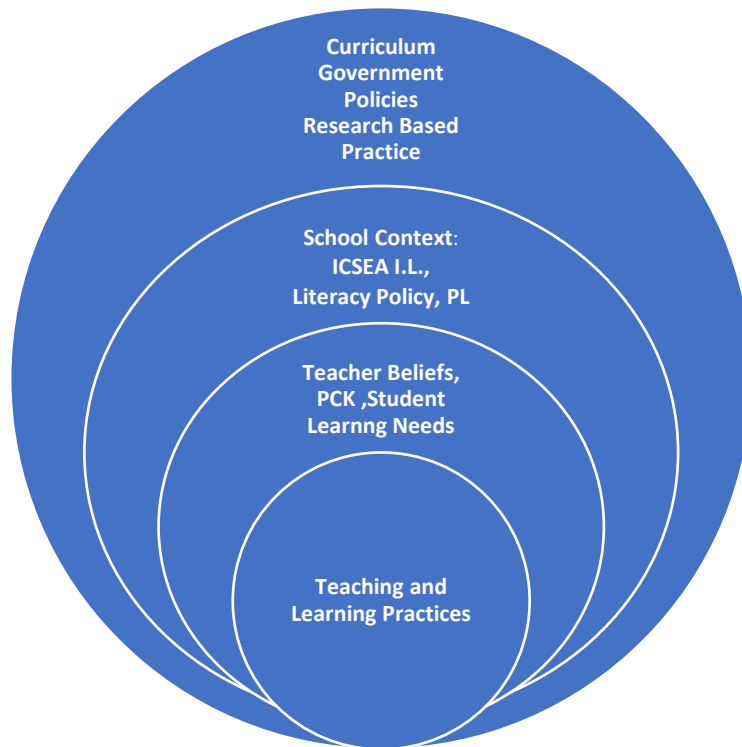 Curriculum
Government
Policies
Research Based
Practice
School Context:
ICSEA I.L.,
Literacy Policy, PL
Teacher Beliefs,
PCK ,Student
Learnng Needs
Teaching and
Learning Practices